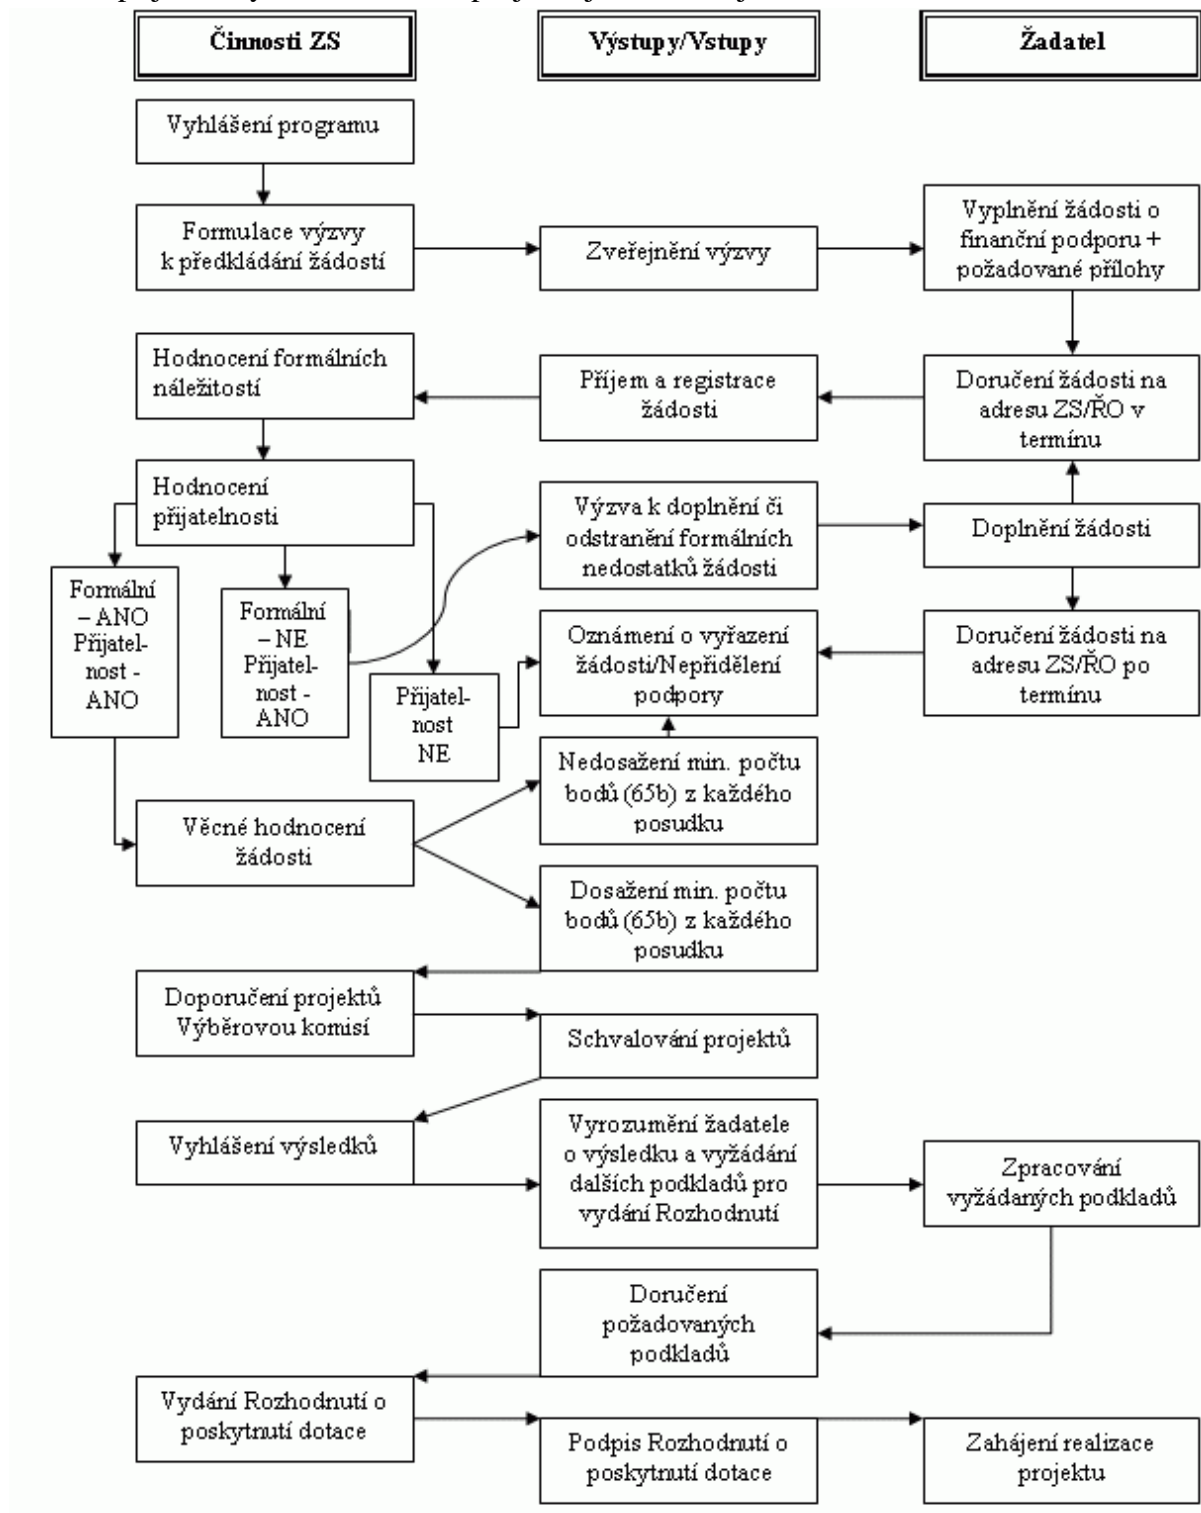 Činnosti ZS
Výstupy/Vstupy
Žadatel
Vyhlášení programu
Formulace výzvy
k předkládání žádostí
Zveřejnění výzvy
Vyplnění žádosti o
finanční podporu +
požadované přílohy
Hodnocení formálních
náležitostí
Příjem a registrace
žádosti
Doručení žádosti na
adresu ZS/ŘO v
termínu
Hodnocení
přijatelnosti
Výzva k doplnění či
odstranění formálních
nedostatků žádosti
Doplnění žádosti
Formální
– ANO
Přijatel-
nost -
ANO
Formální
– NE
Přijatel-
nost -
ANO
Přijatel-
nost
NE
Oznámení o vyřazení
žádosti/Nepřidělení
podpory
Doručení žádosti na
adresu ZS/ŘO po
termínu
Nedosažení min. počtu
bodů (65b) z každého
posudku
Věcné hodnocení
žádosti
Dosažení min. počtu
bodů (65b) z každého
posudku
Doporučení projektů
Výběrovou komisí
Schvalování projektů
Vyhlášení výsledků
Vyrozumění žadatele
o výsledku a vyžádání
dalších podkladů pro
vydání Rozhodnutí
Zpracování
vyžádaných podkladů
Doručení
požadovaných
podkladů
Vydání Rozhodnutí o
poskytnutí dotace
Podpis Rozhodnutí o
poskytnutí dotace
Zahájení realizace
projektu